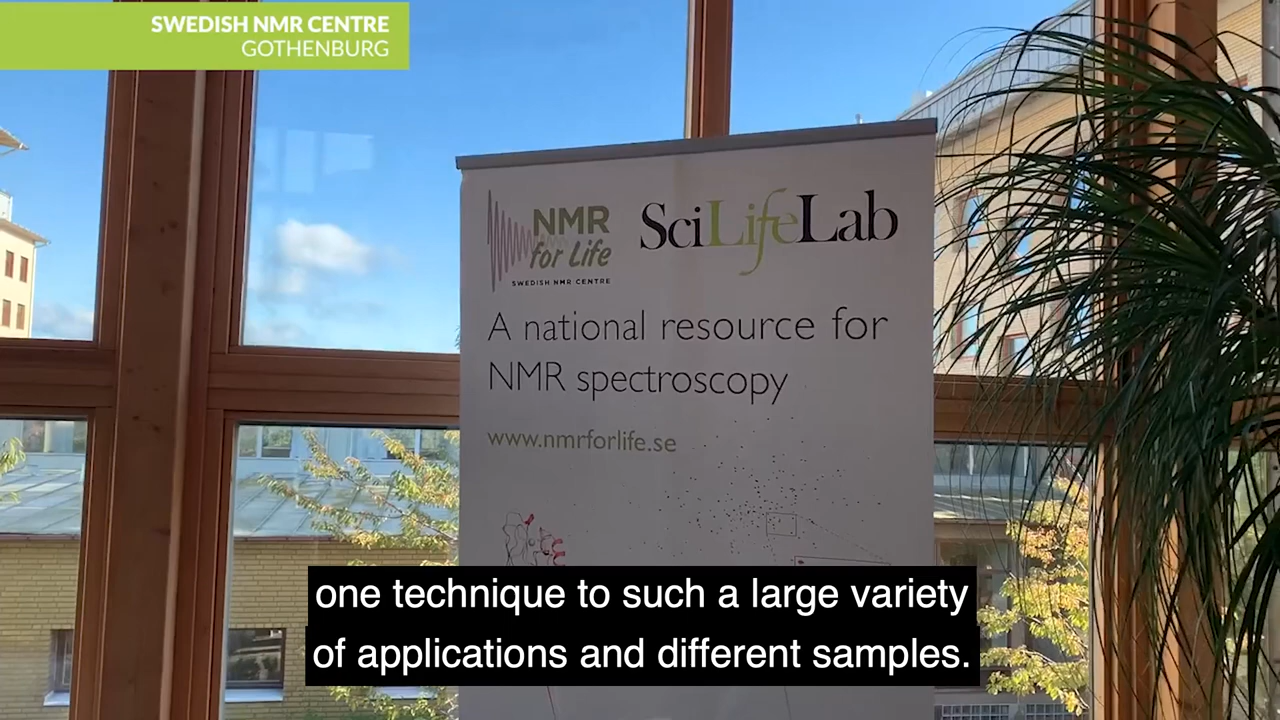 SWEDISH NMR CENTRE
GOTHENBURG
NMR
for Life
SWEDISH NMR CENTRE
SciLifeLab
A national resource for
NMR spectroscopy
www.nmrforlife.se
one technique to such a large variety
of applications and different samples.